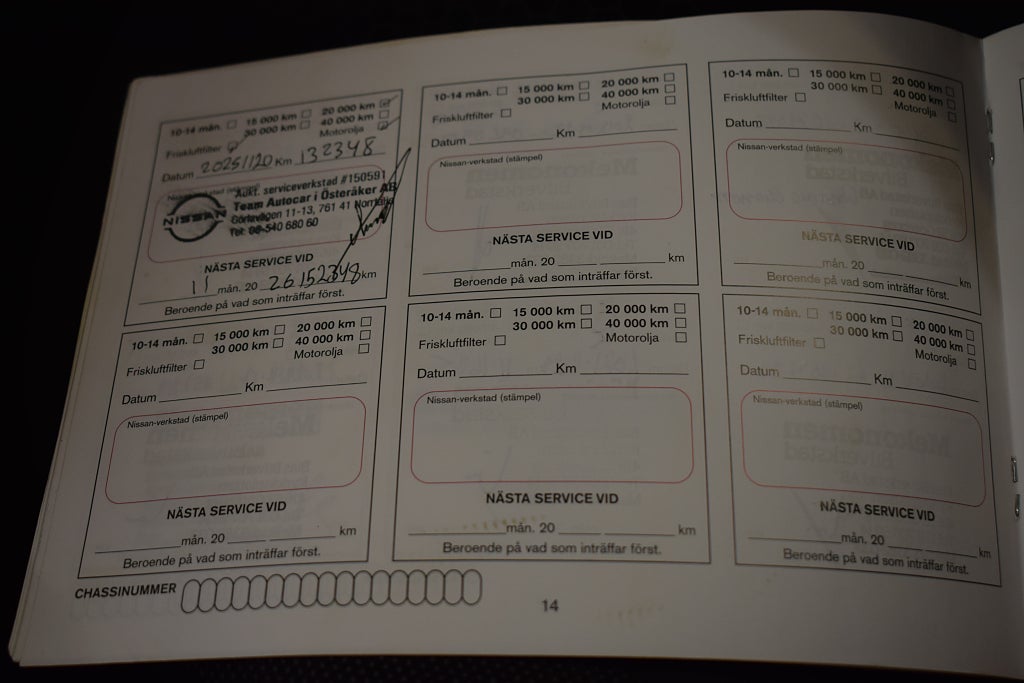 10-14 mån. 15 000 km 20 000 km
30 000 km 40 000 km
Friskluftfilter Motorolja
Datum 20251120 Km 132348
Nissan-verkstad
NISSAN
Aukt. serviceverkstad #150591
Team Autocar i Österåker AB
Görlavägen 11-13, 761 41
Tel: 08-540 680 60
NÄSTA SERVICE VID
11 mån. 20 26 152348 km
Beroende på vad som inträffar först.
10-14 mån. 15 000 km 20 000 km
30 000 km 40 000 km
Friskluftfilter Motorolja
Datum Km
Nissan-verkstad (stämpel)
NÄSTA SERVICE VID
mån. 20 km
Beroende på vad som inträffar först.
10-14 mån. 15 000 km 20 000 km
30 000 km 40 000 km
Friskluftfilter Motorolja
Datum Km
Nissan-verkstad (stämpel)
NÄSTA SERVICE VID
mån. 20 km
Beroende på vad som inträffar först.
10-14 mån. 15 000 km 20 000 km
30 000 km 40 000 km
Friskluftfilter Motorolja
Datum Km
Nissan-verkstad (stämpel)
NÄSTA SERVICE VID
mån. 20 km
Beroende på vad som inträffar först.
10-14 mån. 15 000 km 20 000 km
30 000 km 40 000 km
Friskluftfilter Motorolja
Datum Km
Nissan-verkstad (stämpel)
NÄSTA SERVICE VID
mån. 20 km
Beroende på vad som inträffar först.
10-14 mån. 15 000 km 20 000 km
30 000 km 40 000 km
Friskluftfilter Motorolja
Datum Km
Nissan-verkstad (stämpel)
NÄSTA SERVICE VID
mån. 20 km
Beroende på vad som inträffar först.
CHASSINUMMER
14